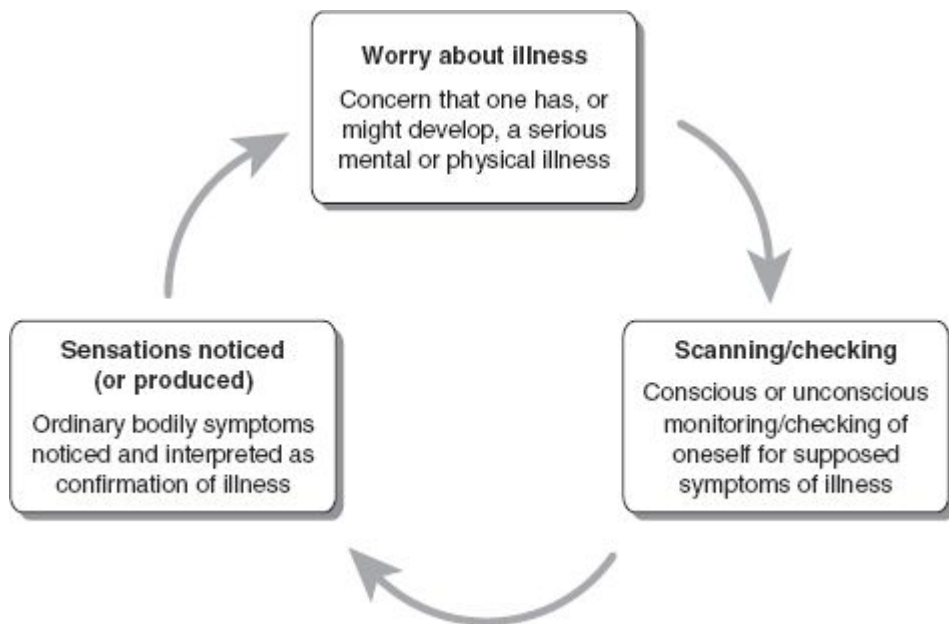 Worry about illness
Concern that one has, or
might develop, a serious
mental or physical illness
Scanning/checking
Conscious or unconscious
monitoring/checking of
oneself for supposed
symptoms of illness
Sensations noticed
(or produced)
Ordinary bodily symptoms
noticed and interpreted as
confirmation of illness